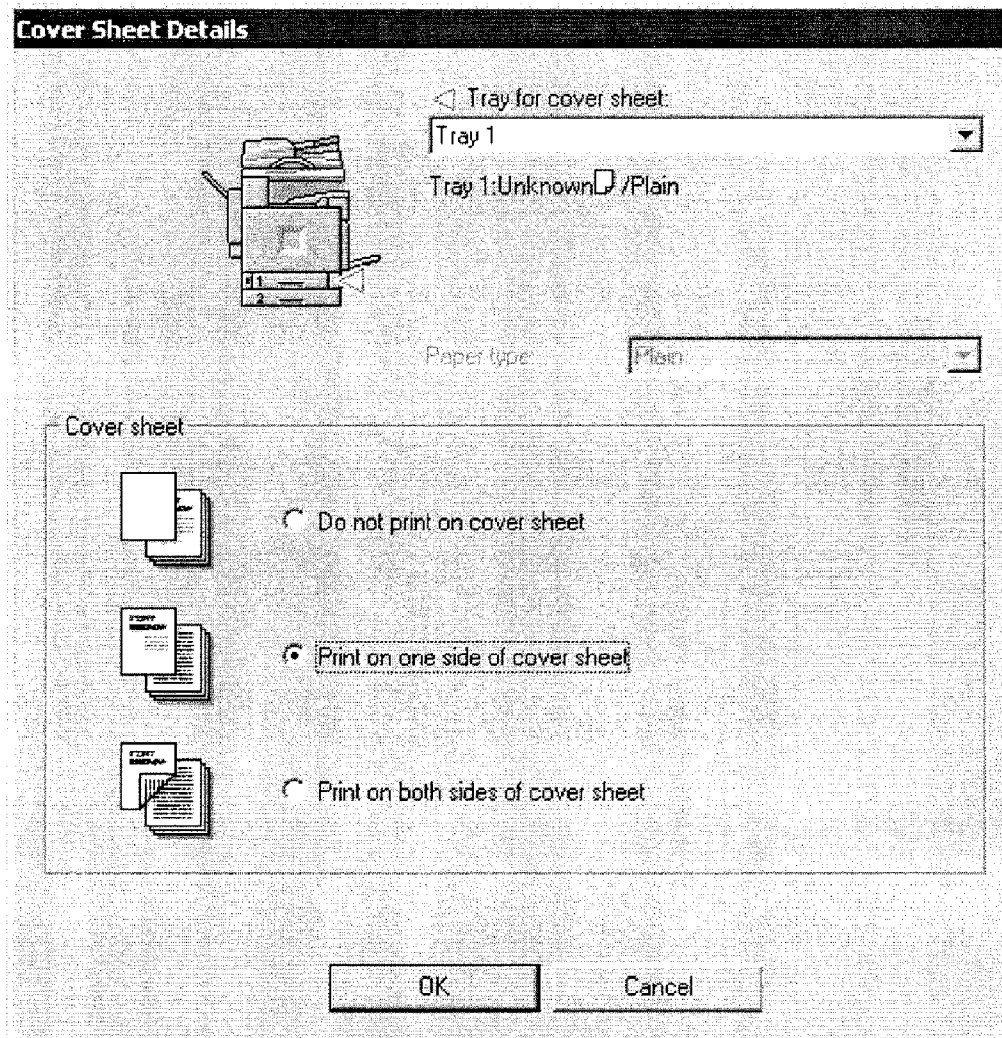 Cover Sheet Details
Tray for cover sheet:
Tray 1
Tray 1:Unknown /Plain
1
2
Paper type:
Plain
Cover sheet
Do not print on cover sheet
Print on one side of cover sheet
Print on both sides of cover sheet
OK
Cancel